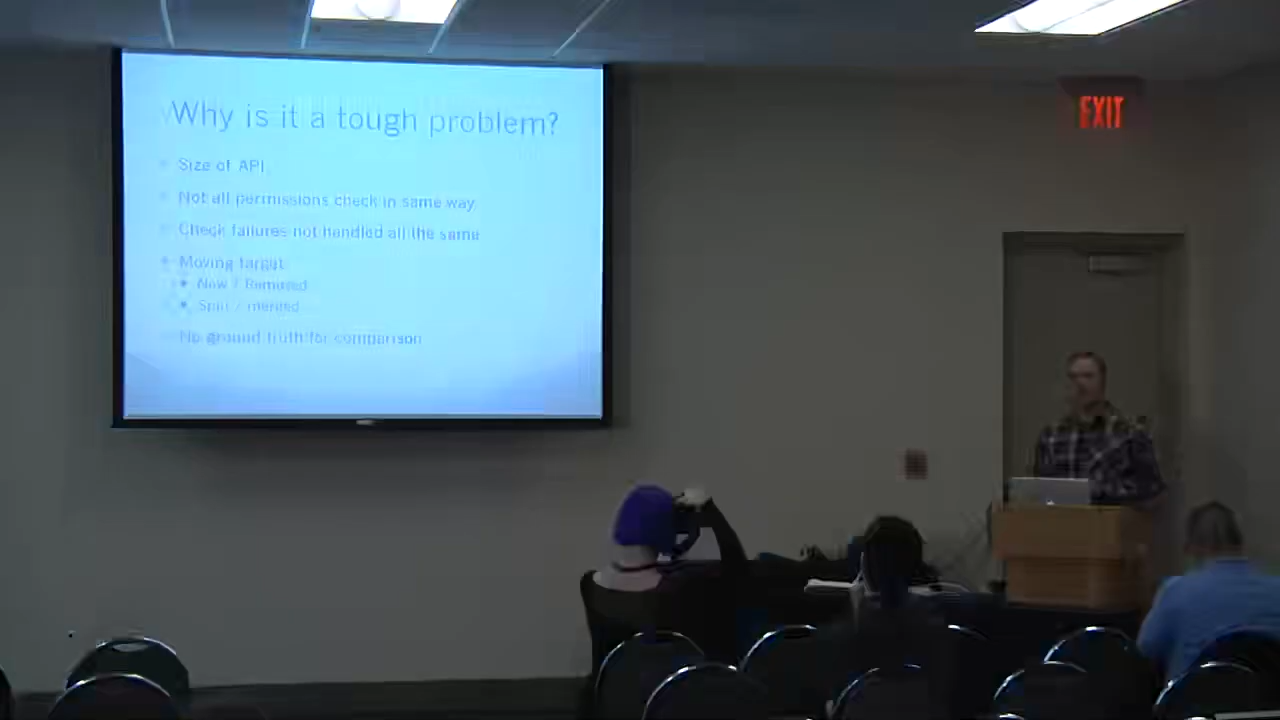 Why is it a tough problem?
Size of API
Not all permissions check in same way
Check failures not handled all the same
Moving target
New / Removed
Split / merged
No ground truth for comparison
EXIT